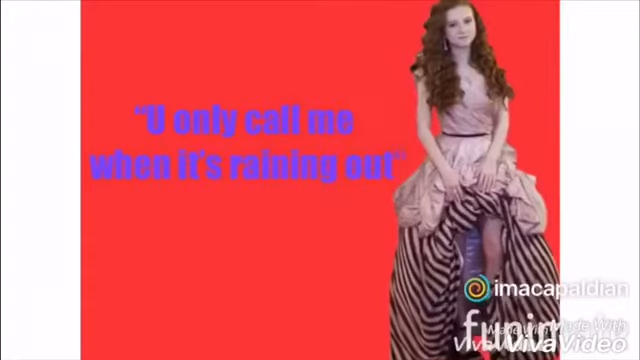 “U only call me
when it’s raining out”
imacapaldian
Made With
VivaVideo